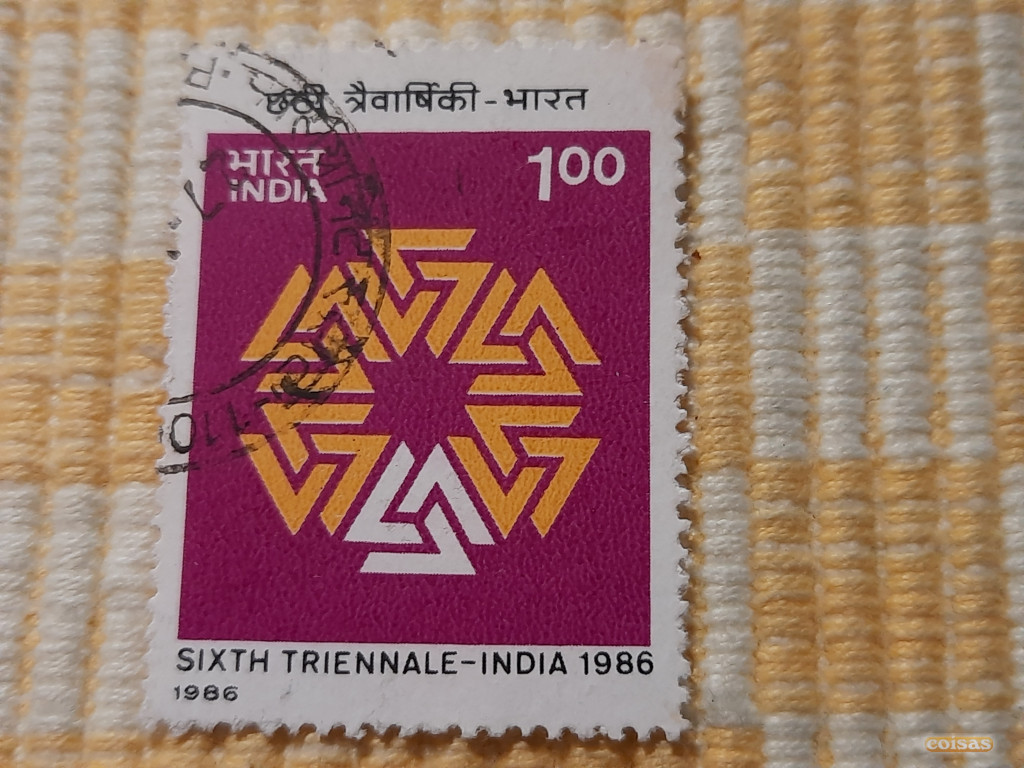 छठी त्रैवार्षिकी - भारत
भारत
INDIA
1.00
SIXTH TRIENNALE-INDIA 1986
1986
coisas